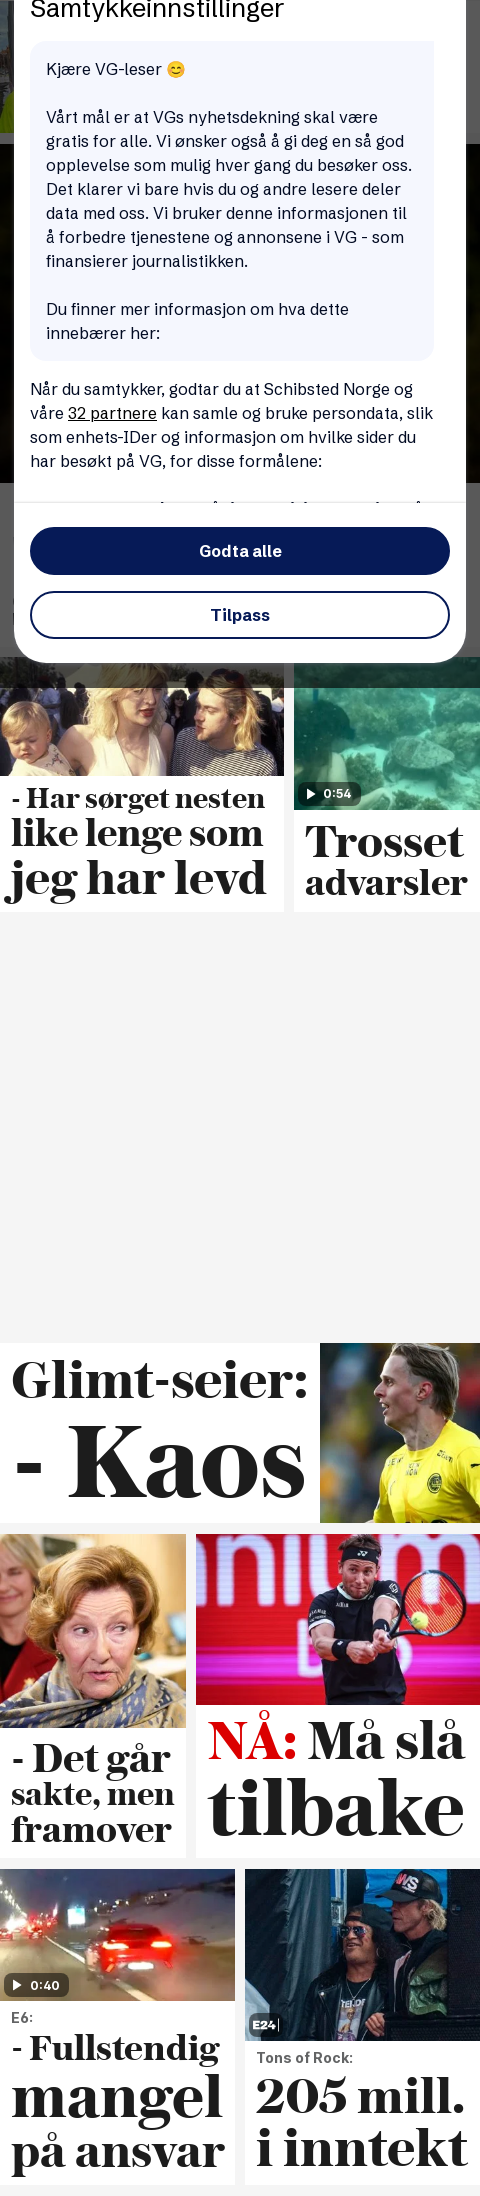 Samtykkeinnstillinger
Kjære VG-leser 😊
Vårt mål er at VGs nyhetsdekning skal være
gratis for alle. Vi ønsker også å gi deg en så god
opplevelse som mulig hver gang du besøker oss.
Det klarer vi bare hvis du og andre lesere deler
data med oss. Vi bruker denne informasjonen til
å forbedre tjenestene og annonsene i VG - som
finansierer journalistikken.
Du finner mer informasjon om hva dette
innebærer her:
Når du samtykker, godtar du at Schibsted Norge og
våre 32 partnere kan samle og bruke persondata, slik
som enhets-IDer og informasjon om hvilke sider du
har besøkt på VG, for disse formålene:
Godta alle
Tilpass
- Har sørget nesten
like lenge som
jeg har levd
0:54
Trosset
advarsler
Glimt-seier:
- Kaos
- Det går
sakte, men
framover
NÅ: Må slå
tilbake
0:40
E6:
- Fullstendig
mangel
på ansvar
E24
Tons of Rock:
205 mill.
i inntekt